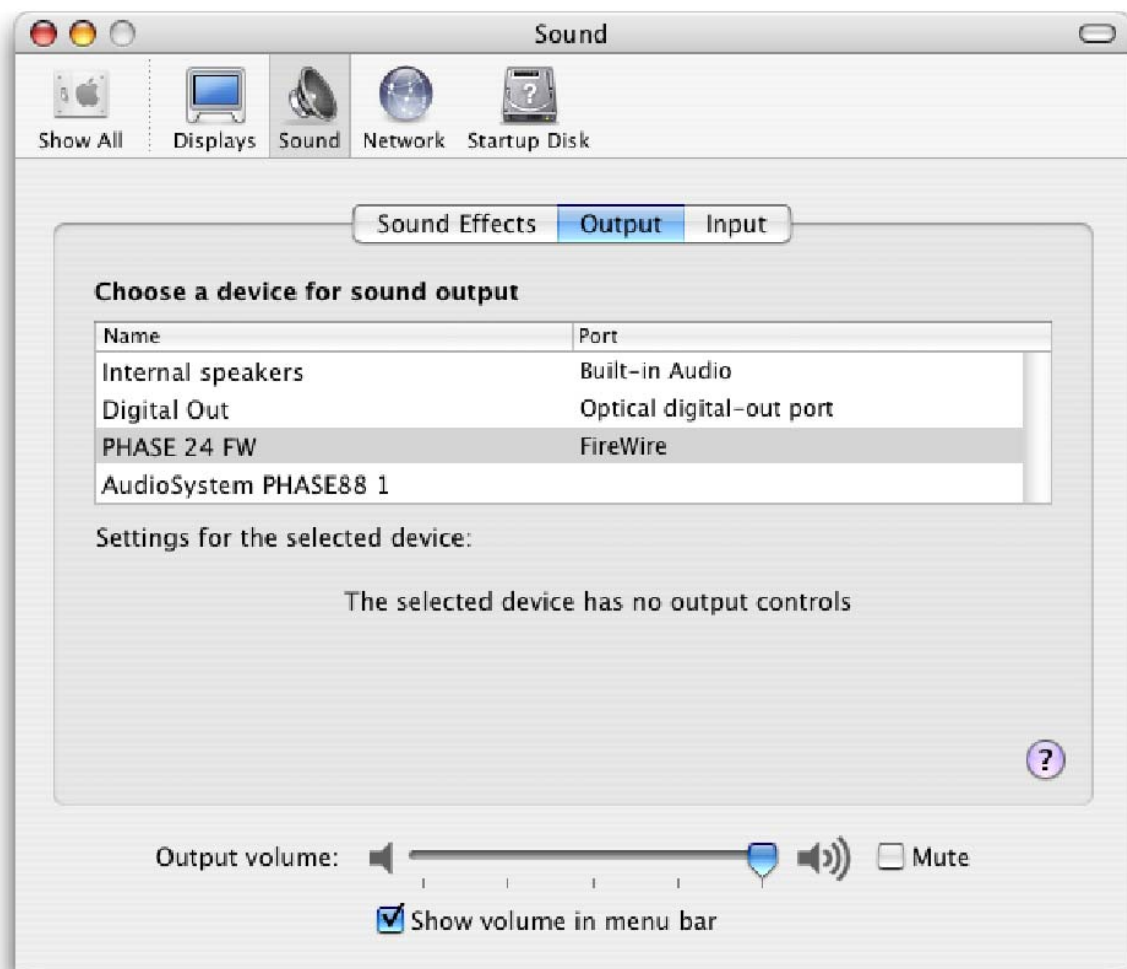 Sound
Show All Displays Sound Network Startup Disk
Sound Effects Output Input
Choose a device for sound output
Name Port
Internal speakers Built-in Audio
Digital Out Optical digital-out port
PHASE 24 FW FireWire
AudioSystem PHASE88 1
Settings for the selected device:
The selected device has no output controls
?
Output volume: Mute
Show volume in menu bar